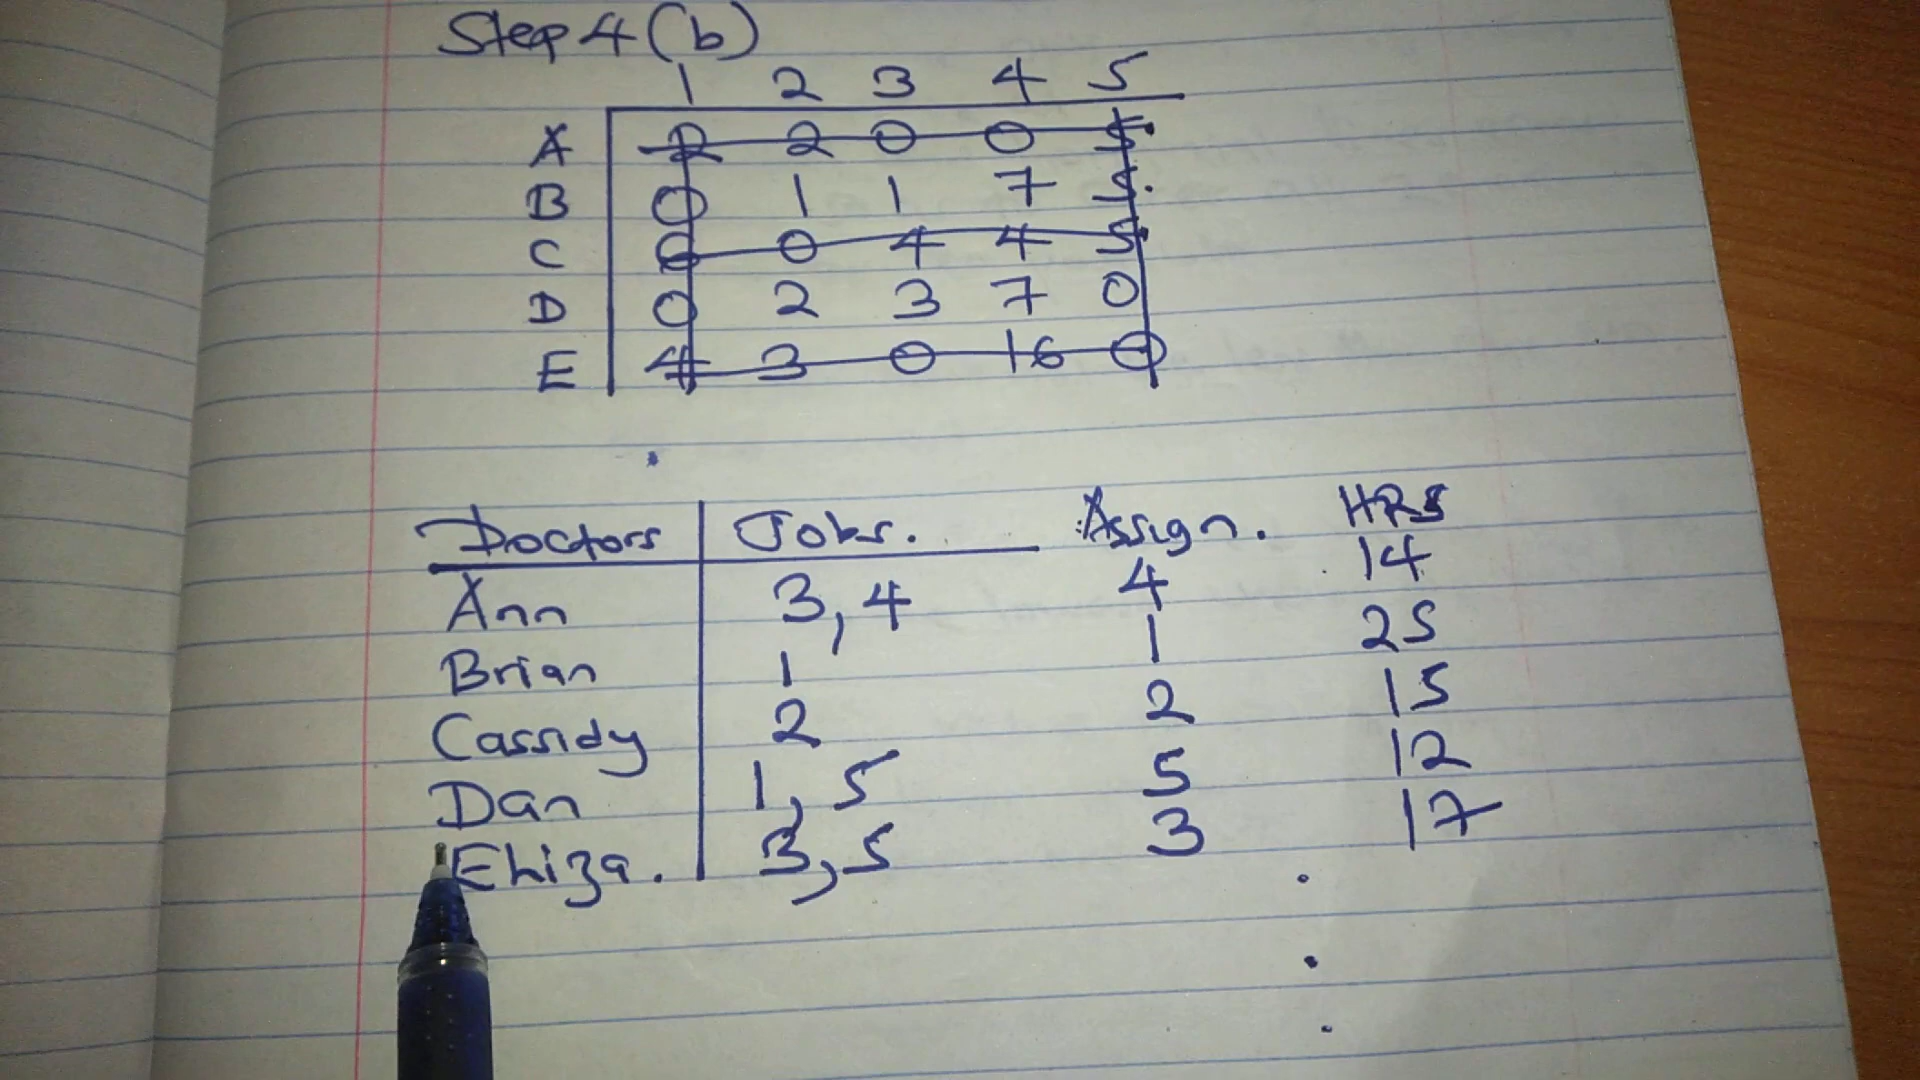 Step 4 (b)
1 2 3 4 5
A 2 2 0 0 5
B 0 1 1 7 5
C 0 0 4 4 5
D 0 2 3 7 0
E 4 3 0 16 0
Doctors Jobs. Assign. HRS
Ann 3, 4 4 14
Brian 1 1 25
Cassidy 2 2 15
Dan 1, 5 5 12
Eliza. 3, 5 3 17